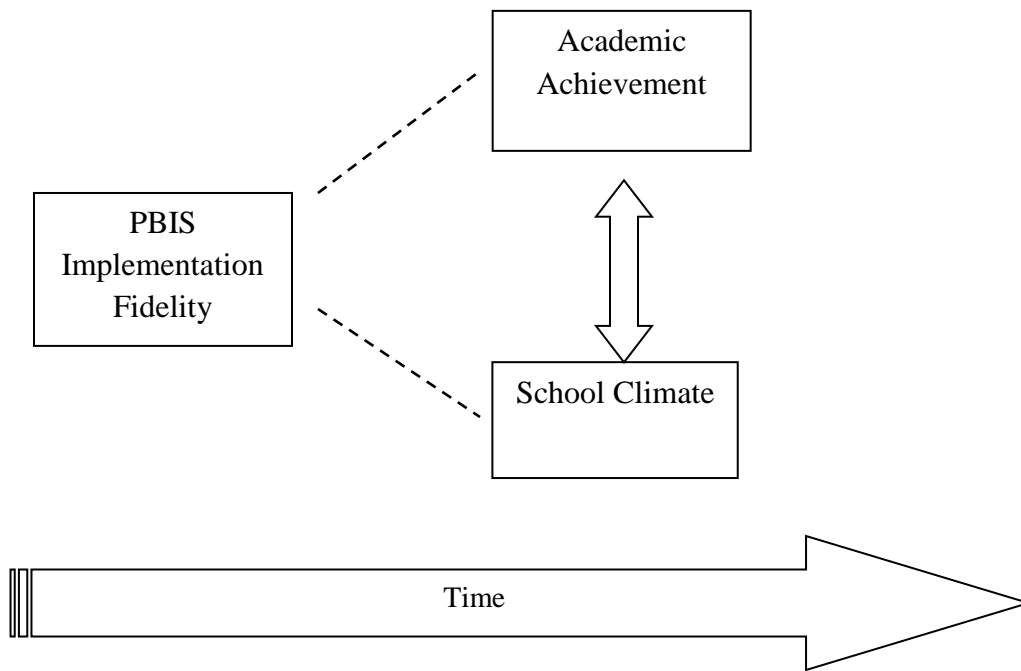 Academic
Achievement
PBIS
Implementation
Fidelity
School Climate
Time